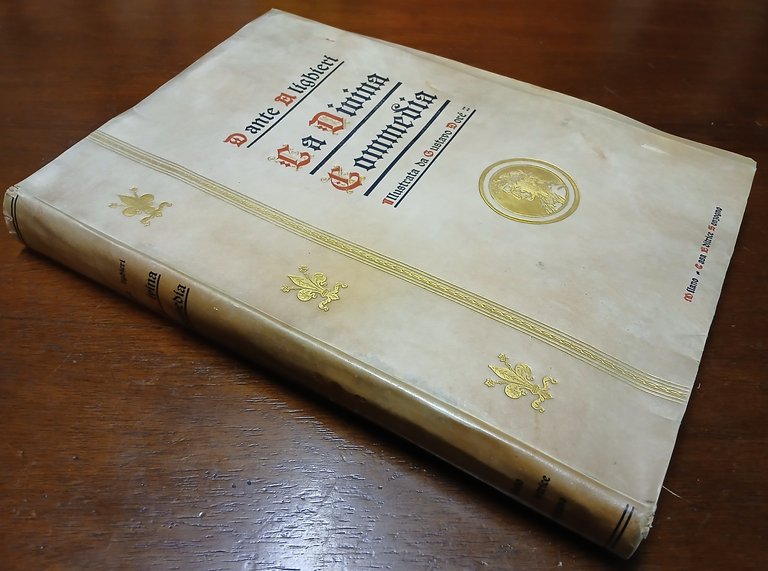 Dante Alighieri
La Divina
Commedia
Illustrata da Gustavo Doré ::
Milano • Casa Editrice Sonzogno